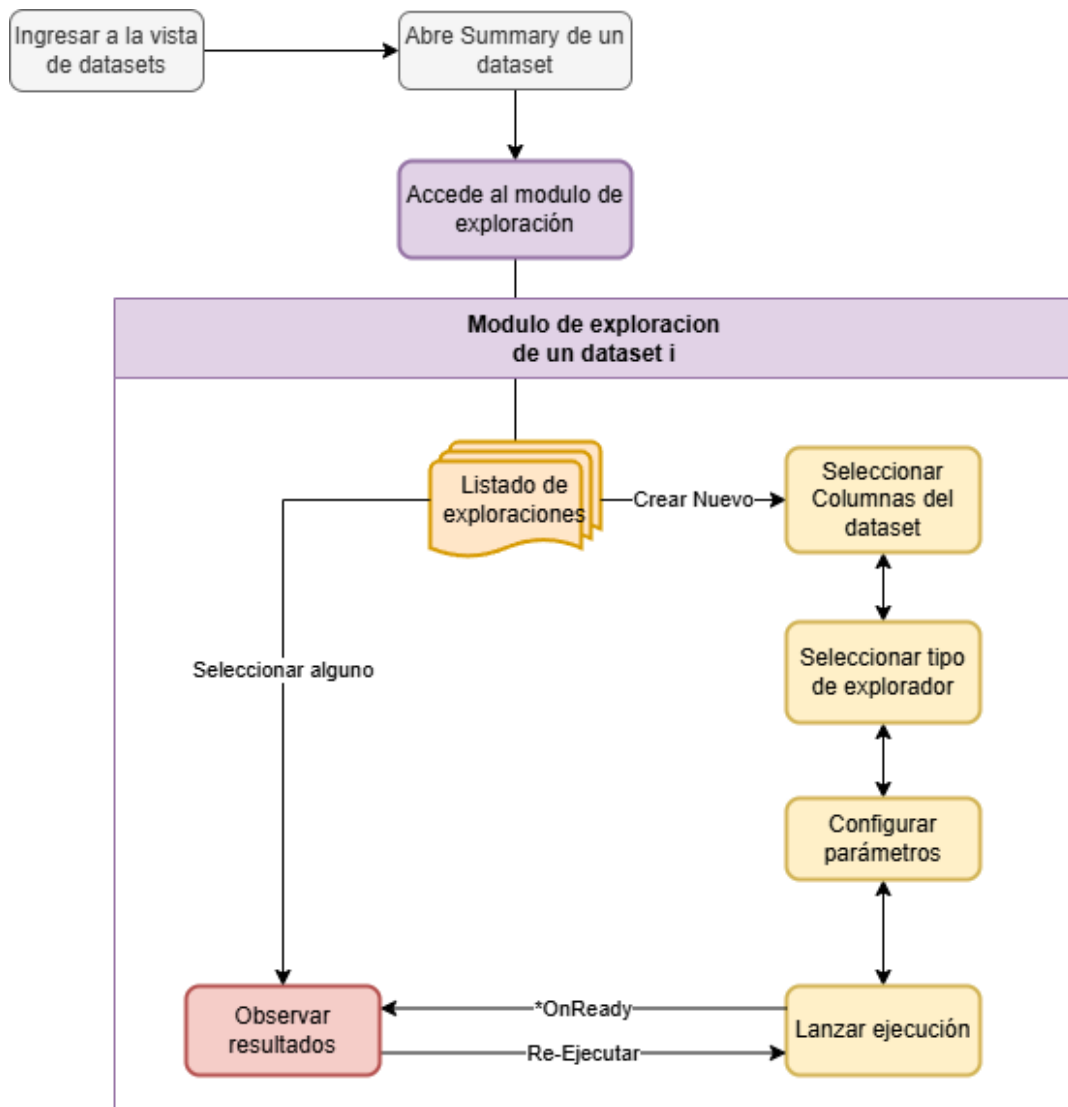 Ingresar a la vista
de datasets
Abre Summary de un
dataset
Accede al modulo de
exploración
Modulo de exploracion
de un dataset i
Listado de
exploraciones
Crear Nuevo
Seleccionar
Columnas del
dataset
Seleccionar tipo
de explorador
Seleccionar alguno
Configurar
parámetros
Observar
resultados
*OnReady
Re-Ejecutar
Lanzar ejecución